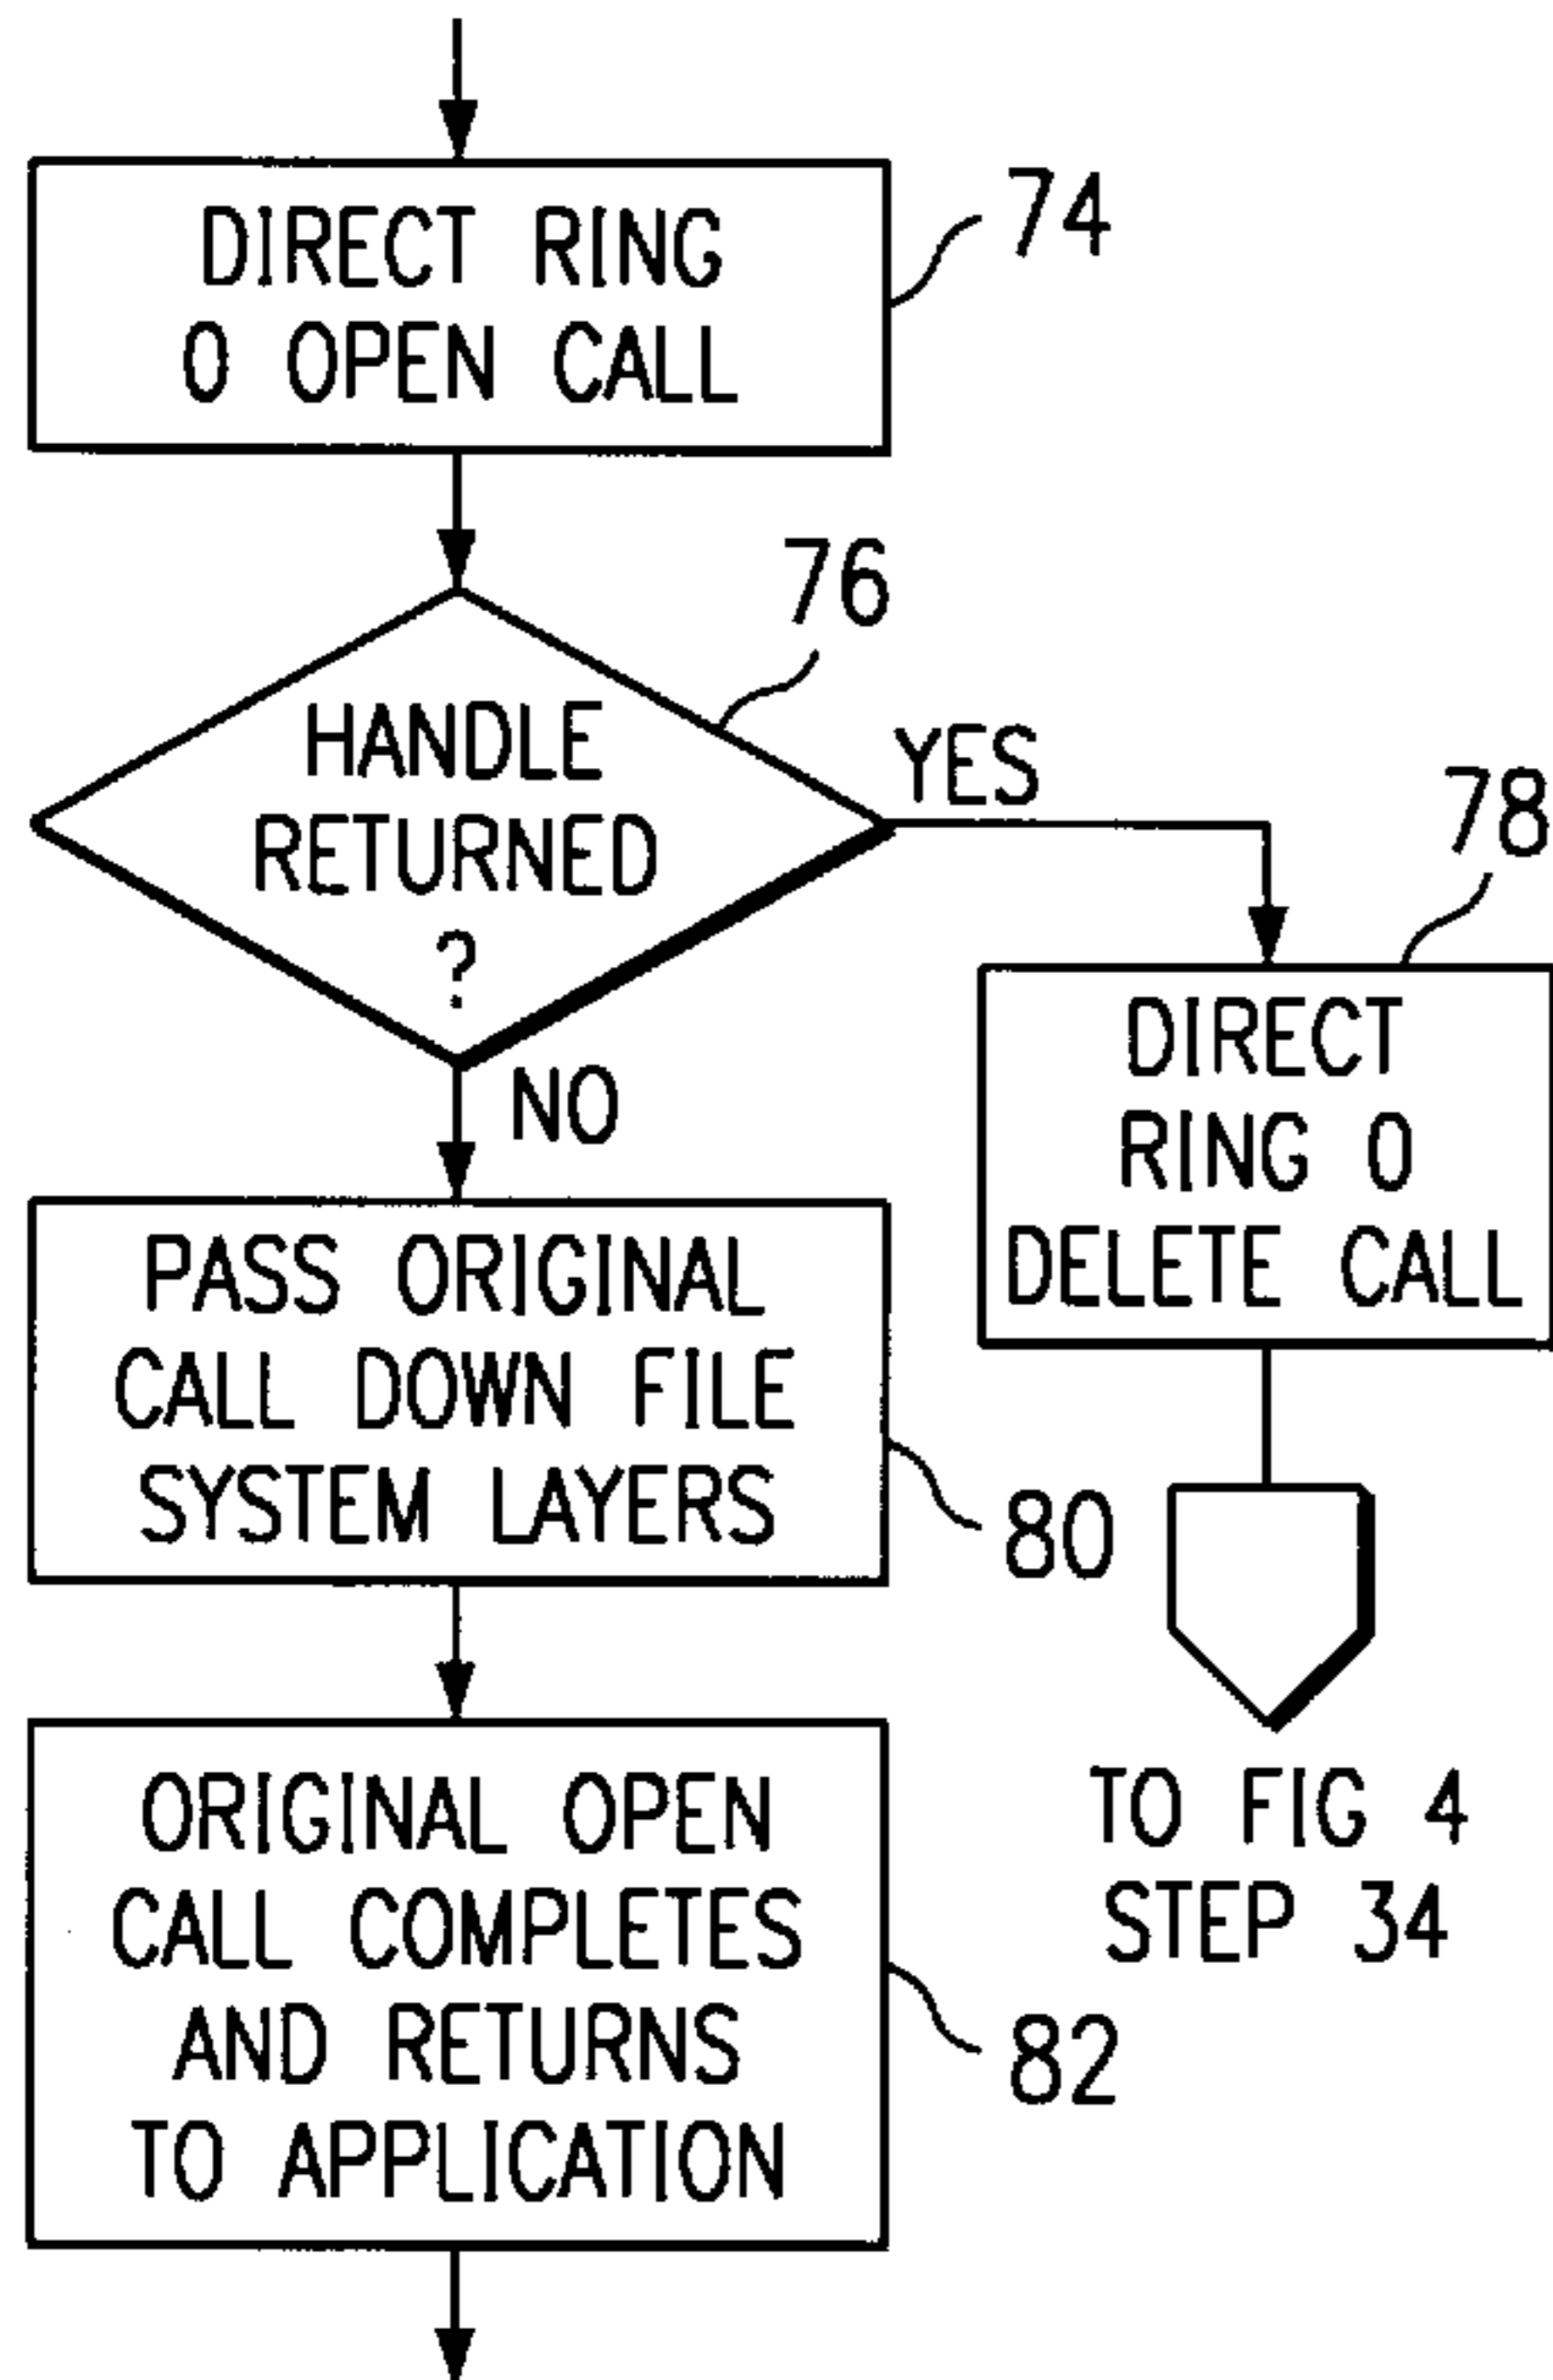 DIRECT RING
0 OPEN CALL
74
76
HANDLE
RETURNED
?
YES
NO
78
DIRECT
RING 0
DELETE CALL
PASS ORIGINAL
CALL DOWN FILE
SYSTEM LAYERS
80
TO FIG 4
STEP 34
ORIGINAL OPEN
CALL COMPLETES
AND RETURNS
TO APPLICATION
82